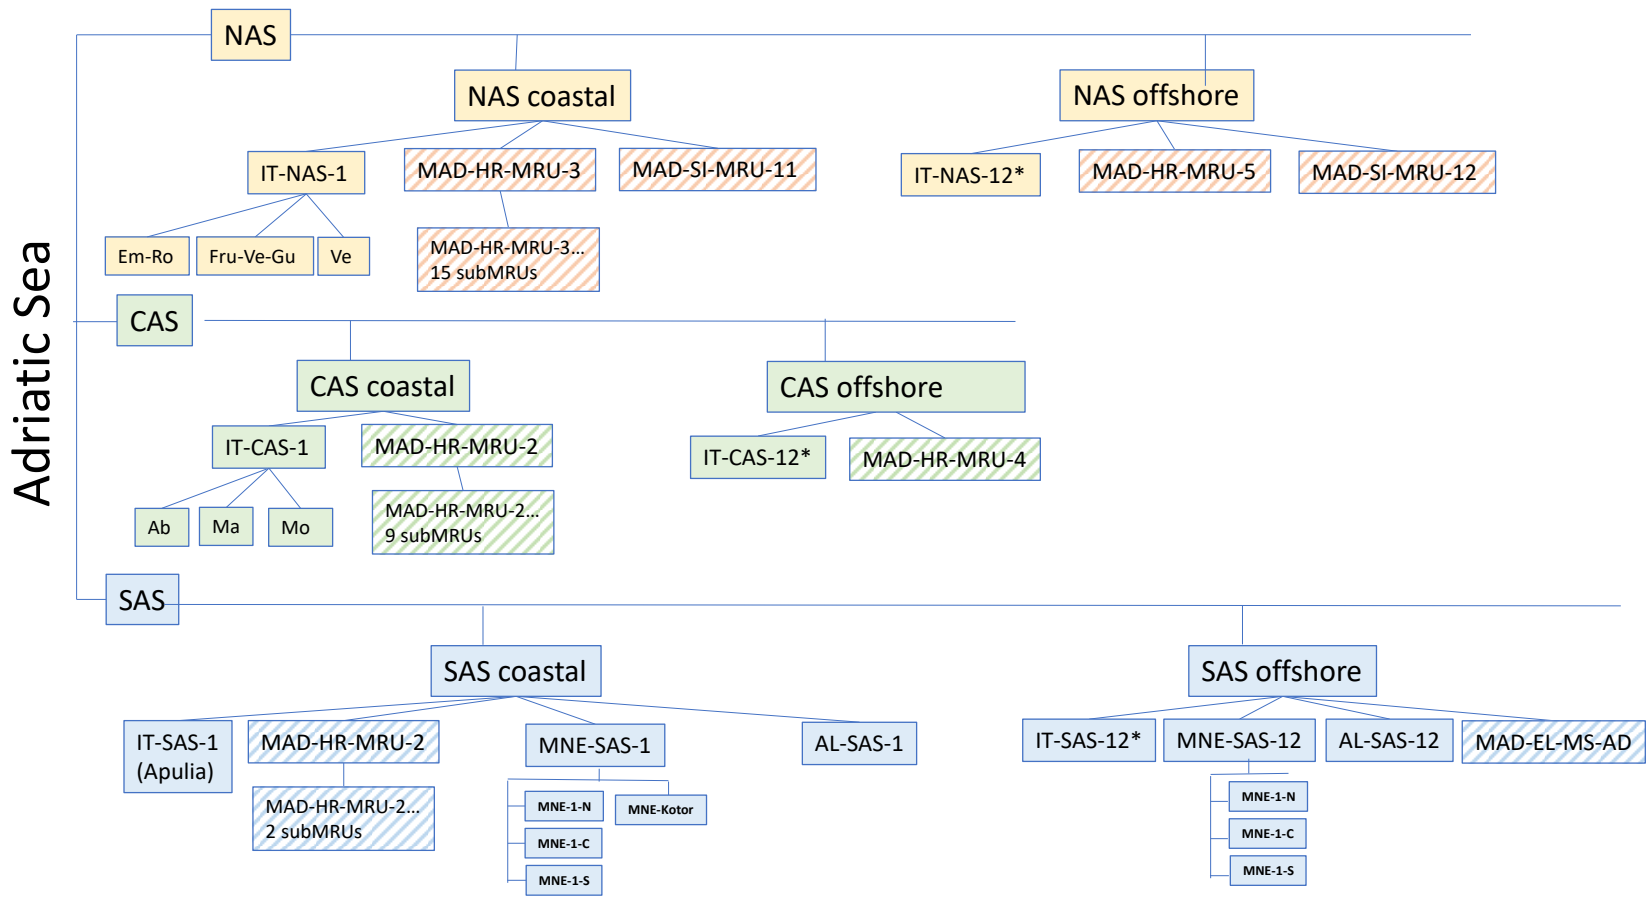 Adriatic Sea
NAS
NAS coastal
NAS offshore
IT-NAS-1
MAD-HR-MRU-3
MAD-SI-MRU-11
IT-NAS-12*
MAD-HR-MRU-5
MAD-SI-MRU-12
Em-Ro
Fru-Ve-Gu
Ve
MAD-HR-MRU-3...
15 subMRUs
CAS
CAS coastal
CAS offshore
IT-CAS-1
MAD-HR-MRU-2
IT-CAS-12*
MAD-HR-MRU-4
Ab
Ma
Mo
MAD-HR-MRU-2...
9 subMRUs
SAS
SAS coastal
SAS offshore
IT-SAS-1
(Apulia)
MAD-HR-MRU-2
MNE-SAS-1
AL-SAS-1
IT-SAS-12*
MNE-SAS-12
AL-SAS-12
MAD-EL-MS-AD
MAD-HR-MRU-2...
2 subMRUs
MNE-1-N
MNE-Kotor
MNE-1-C
MNE-1-S
MNE-1-N
MNE-1-C
MNE-1-S